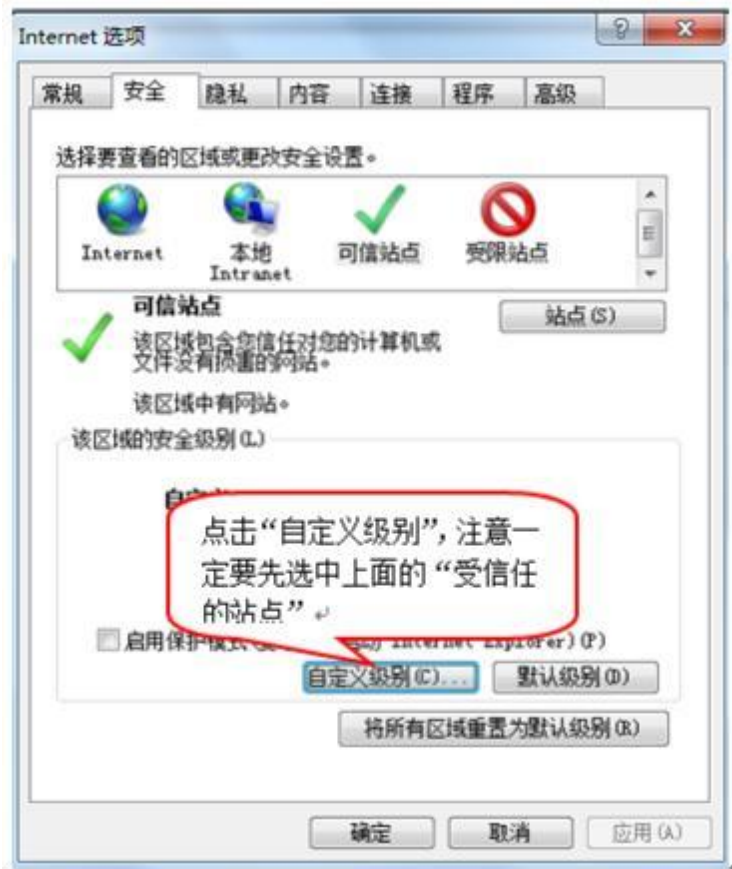 Internet 选项
常规 安全 隐私 内容 连接 程序 高级
选择要查看的区域或更改安全设置。
Internet 本地 可信站点 受限站点
Intranet
可信站点 站点(S)
该区域包含您信任对您的计算机或
文件没有损害的网站。
该区域中有网站。
该区域的安全级别(L)
点击“自定义级别”，注意一
定要先选中上面的“受信任
的站点”
启用保护模式 Internet Explorer)(P)
自定义级别(C)... 默认级别(D)
将所有区域重置为默认级别(R)
确定 取消 应用(A)